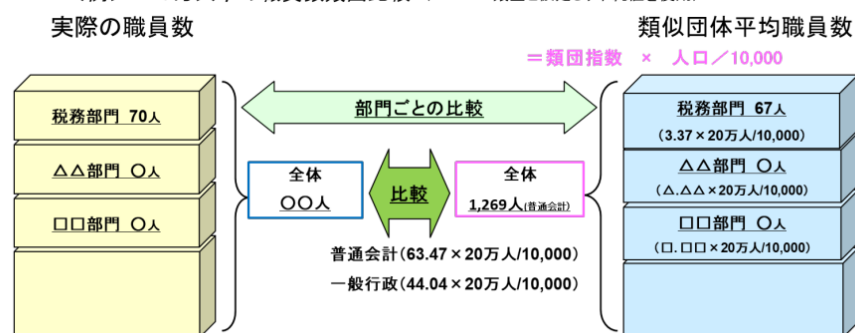 実際の職員数
類似団体平均職員数
＝類団指数 × 人口／10,000
税務部門 70人
部門ごとの比較
税務部門 67人
(3.37×20万人/10,000)
△△部門 〇人
全体
〇〇人
比較
全体
1,269人(普通会計)
△△部門 〇人
(△.△△×20万人/10,000)
□□部門 〇人
□□部門 〇人
(□.□□×20万人/10,000)
普通会計(63.47×20万人/10,000)
一般行政(44.04×20万人/10,000)